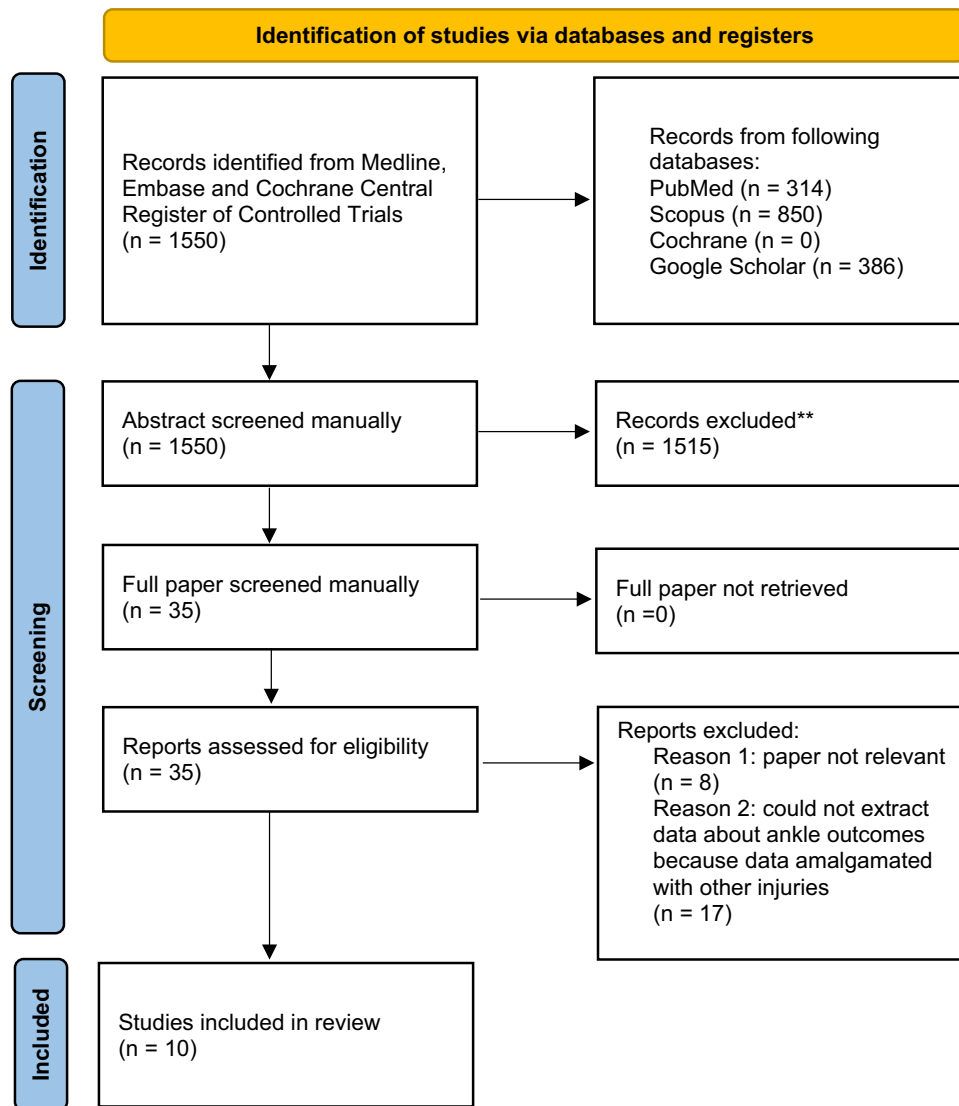 Identification of studies via databases and registers
Identification
Records identified from Medline,
Embase and Cochrane Central
Register of Controlled Trials
(n = 1550)
Records from following
databases:
PubMed (n = 314)
Scopus (n = 850)
Cochrane (n = 0)
Google Scholar (n = 386)
Screening
Abstract screened manually
(n = 1550)
Records excluded**
(n = 1515)
Full paper screened manually
(n = 35)
Full paper not retrieved
(n =0)
Reports assessed for eligibility
(n = 35)
Reports excluded:
Reason 1: paper not relevant
(n = 8)
Reason 2: could not extract
data about ankle outcomes
because data amalgamated
with other injuries
(n = 17)
Included
Studies included in review
(n = 10)